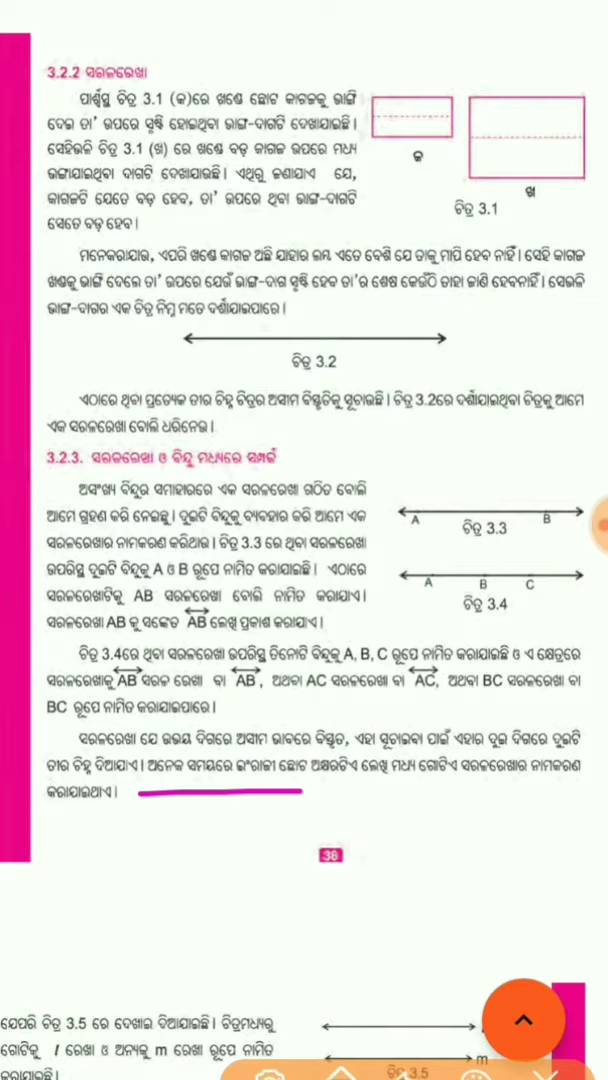 3.2.2 ସରଳରେଖା
ପାର୍ଶ୍ୱସ୍ଥ ଚିତ୍ର 3.1 (କ)ରେ ଖଣ୍ଡେ ଛୋଟ କାଗଜକୁ ଭାଙ୍ଗି
ଦେଇ ତା’ ଉପରେ ସୃଷ୍ଟି ହୋଇଥିବା ଭାଙ୍ଗ-ଦାଗଟି ଦେଖାଯାଇଛି।
ସେହିଭଳି ଚିତ୍ର 3.1 (ଖ) ରେ ଖଣ୍ଡେ ବଡ଼ କାଗଜ ଉପରେ ମଧ୍ୟ
ଭଙ୍ଗାଯାଇଥିବା ଦାଗଟି ଦେଖାଯାଉଛି। ଏଥିରୁ ଜଣାଯାଏ ଯେ,
କାଗଜଟି ଯେତେ ବଡ଼ ହେବ, ତା’ ଉପରେ ଥିବା ଭାଙ୍ଗ-ଦାଗଟି
ସେତେ ବଡ଼ ହେବ।
କ
ଖ
ଚିତ୍ର 3.1
ମନେକରାଯାଉ, ଏପରି ଖଣ୍ଡେ କାଗଜ ଅଛି ଯାହାର ଲମ୍ବ ଏତେ ବେଶି ଯେ ତାକୁ ମାପି ହେବ ନାହିଁ। ସେହି କାଗଜ
ଖଣ୍ଡକୁ ଭାଙ୍ଗି ଦେଲେ ତା’ ଉପରେ ଯେଉଁ ଭାଙ୍ଗ-ଦାଗ ସୃଷ୍ଟି ହେବ ତା’ର ଶେଷ କେଉଁଠି ତାହା ଜାଣି ହେବନାହିଁ। ସେଭଳି
ଭାଙ୍ଗ-ଦାଗର ଏକ ଚିତ୍ର ନିମ୍ନ ମତେ ଦର୍ଶାଯାଇପାରେ।
ଚିତ୍ର 3.2
ଏଠାରେ ଥିବା ପ୍ରତ୍ୟେକ ତୀର ଚିହ୍ନ ଚିତ୍ରର ଅସୀମ ବିସ୍ତୃତିକୁ ସୂଚାଉଛି। ଚିତ୍ର 3.2ରେ ଦର୍ଶାଯାଇଥିବା ଚିତ୍ରକୁ ଆମେ
ଏକ ସରଳରେଖା ବୋଲି ଧରିନେଉ।
3.2.3. ସରଳରେଖା ଓ ବିନ୍ଦୁ ମଧ୍ୟରେ ସମ୍ପର୍କ
ଅସଂଖ୍ୟ ବିନ୍ଦୁର ସମାହାରରେ ଏକ ସରଳରେଖା ଗଠିତ ବୋଲି
ଆମେ ଗ୍ରହଣ କରି ନେଇଛୁ। ଦୁଇଟି ବିନ୍ଦୁକୁ ବ୍ୟବହାର କରି ଆମେ ଏକ
ସରଳରେଖାର ନାମକରଣ କରିଥାଉ। ଚିତ୍ର 3.3 ରେ ଥିବା ସରଳରେଖା
ଉପରିସ୍ଥ ଦୁଇଟି ବିନ୍ଦୁକୁ A ଓ B ରୂପେ ନାମିତ କରାଯାଇଛି। ଏଠାରେ
ସରଳରେଖାଟିକୁ AB ସରଳରେଖା ବୋଲି ନାମିତ କରାଯାଏ।
ସରଳରେଖା AB କୁ ସଙ୍କେତ AB ଲେଖି ପ୍ରକାଶ କରାଯାଏ।
A B
ଚିତ୍ର 3.3
A B C
ଚିତ୍ର 3.4
ଚିତ୍ର 3.4ରେ ଥିବା ସରଳରେଖା ଉପରିସ୍ଥ ତିନୋଟି ବିନ୍ଦୁକୁ A, B, C ରୂପେ ନାମିତ କରାଯାଇଛି ଓ ଏ କ୍ଷେତ୍ରରେ
ସରଳରେଖାକୁ AB ସରଳ ରେଖା ବା AB, ଅଥବା AC ସରଳରେଖା ବା AC, ଅଥବା BC ସରଳରେଖା ବା
BC ରୂପେ ନାମିତ କରାଯାଇପାରେ।
ସରଳରେଖା ଯେ ଉଭୟ ଦିଗରେ ଅସୀମ ଭାବରେ ବିସ୍ତୃତ, ଏହା ସୂଚାଇବା ପାଇଁ ଏହାର ଦୁଇ ଦିଗରେ ଦୁଇଟି
ତୀର ଚିହ୍ନ ଦିଆଯାଏ। ଅନେକ ସମୟରେ ଇଂରାଜୀ ଛୋଟ ଅକ୍ଷରଟିଏ ଲେଖି ମଧ୍ୟ ଗୋଟିଏ ସରଳରେଖାର ନାମକରଣ
କରାଯାଇଥାଏ।
36
ଯେପରି ଚିତ୍ର 3.5 ରେ ଦେଖାଇ ଦିଆଯାଇଛି। ଚିତ୍ରମଧ୍ୟରୁ
ଗୋଟିକୁ l ରେଖା ଓ ଅନ୍ୟକୁ m ରେଖା ରୂପେ ନାମିତ
କରାଯାଇଛି।
m
ଚିତ୍ର 3.5